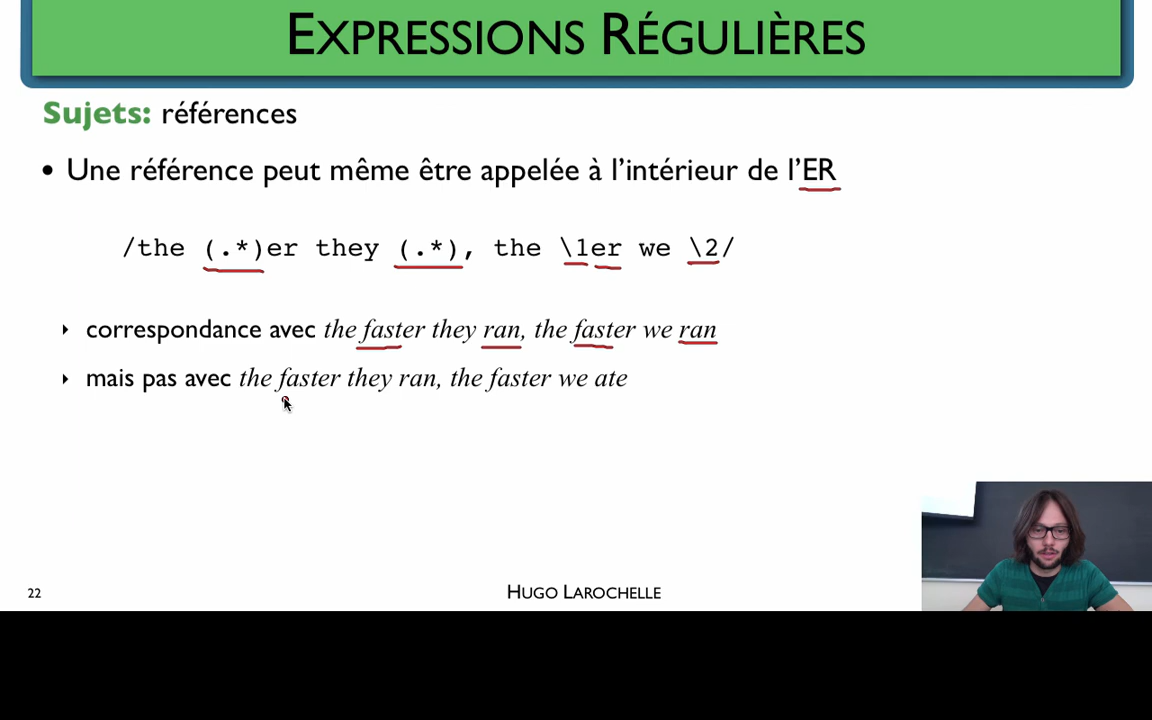 EXPRESSIONS RÉGULIÈRES
Sujets: références
• Une référence peut même être appelée à l’intérieur de l’ER
/the (.*)er they (.*), the \1er we \2/
‣ correspondance avec the faster they ran, the faster we ran
‣ mais pas avec the faster they ran, the faster we ate
22
HUGO LAROCHELLE